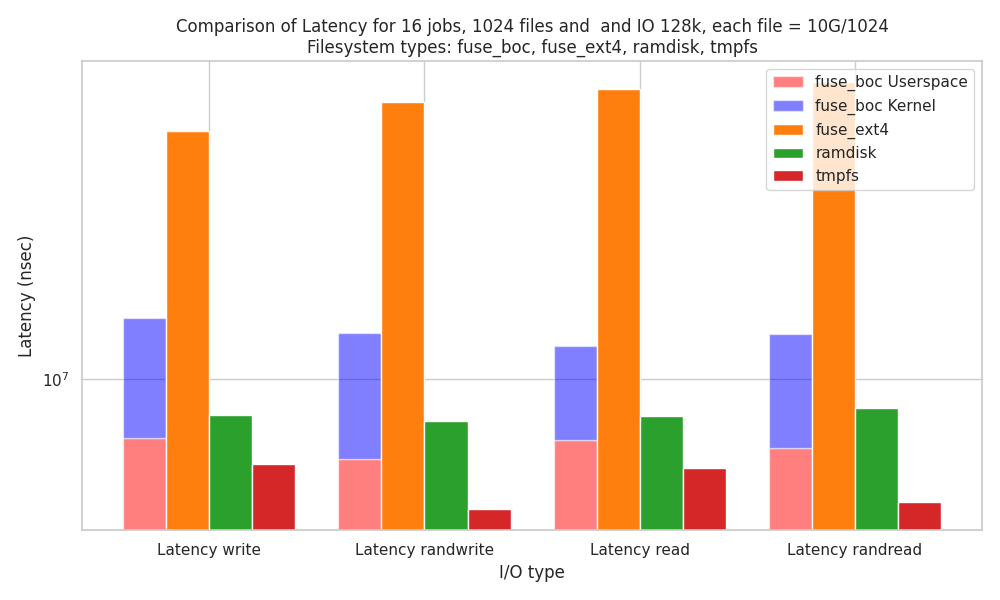 Comparison of Latency for 16 jobs, 1024 files and  and IO 128k, each file = 10G/1024
Filesystem types: fuse_boc, fuse_ext4, ramdisk, tmpfs
fuse_boc Userspace
fuse_boc Kernel
fuse_ext4
ramdisk
tmpfs
Latency (nsec)
10⁷
Latency write
Latency randwrite
Latency read
Latency randread
I/O type